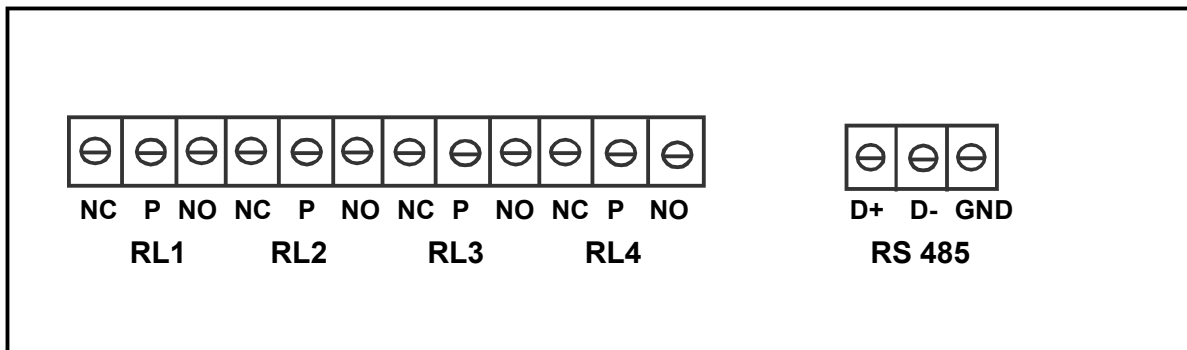 NC P NO NC P NO NC P NO NC P NO D+ D- GND
RL1 RL2 RL3 RL4 RS 485